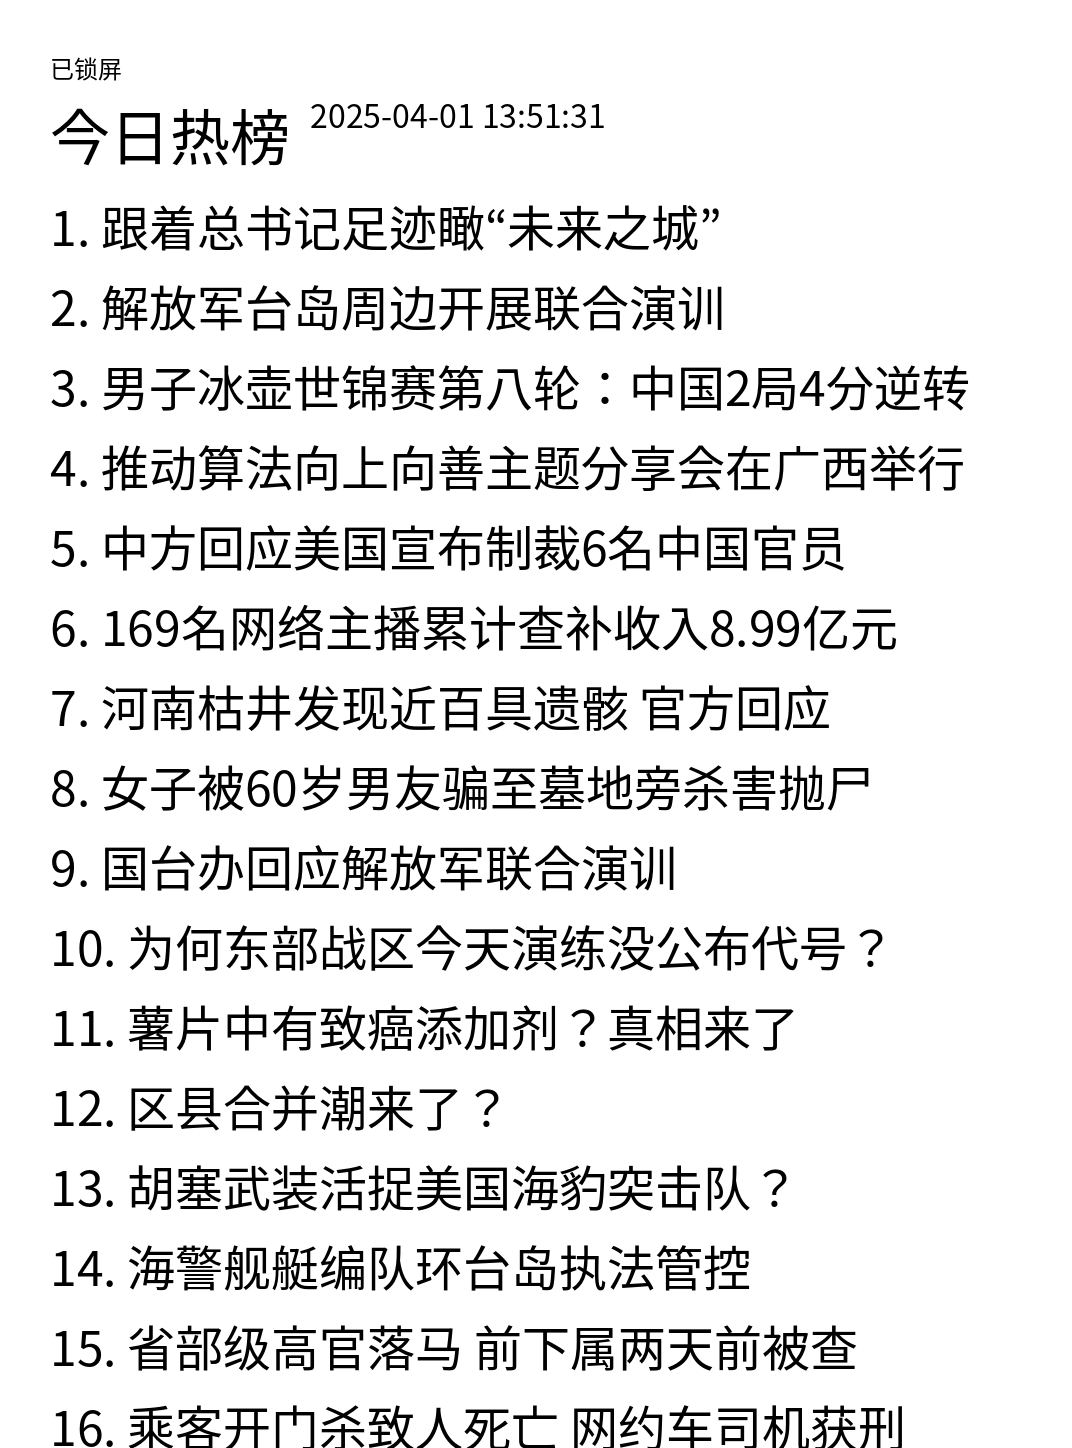 已锁屏
今日热榜 2025-04-01 13:51:31
1. 跟着总书记足迹瞰“未来之城”
2. 解放军台岛周边开展联合演训
3. 男子冰壶世锦赛第八轮：中国2局4分逆转
4. 推动算法向上向善主题分享会在广西举行
5. 中方回应美国宣布制裁6名中国官员
6. 169名网络主播累计查补收入8.99亿元
7. 河南枯井发现近百具遗骸 官方回应
8. 女子被60岁男友骗至墓地旁杀害抛尸
9. 国台办回应解放军联合演训
10. 为何东部战区今天演练没公布代号？
11. 薯片中有致癌添加剂？真相来了
12. 区县合并潮来了？
13. 胡塞武装活捉美国海豹突击队？
14. 海警舰艇编队环台岛执法管控
15. 省部级高官落马 前下属两天前被查
16. 乘客开门杀致人死亡 网约车司机获刑